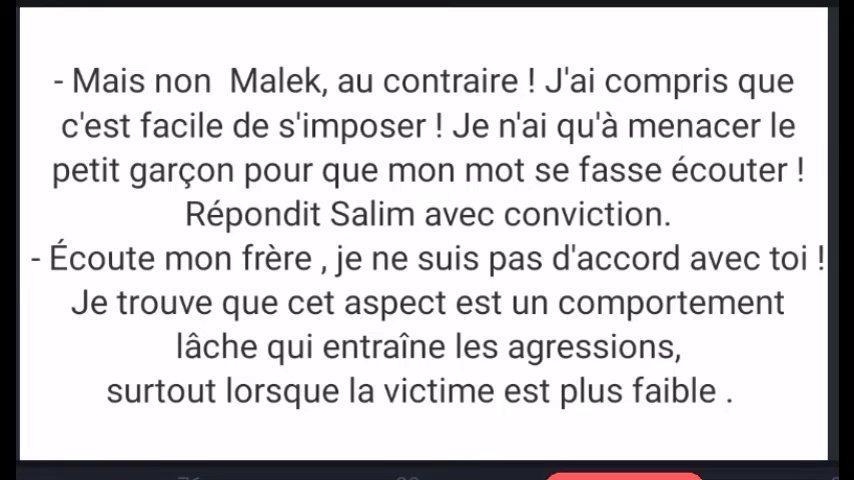 - Mais non  Malek, au contraire ! J'ai compris que
c'est facile de s'imposer ! Je n'ai qu'à menacer le
petit garçon pour que mon mot se fasse écouter !
Répondit Salim avec conviction.
- Écoute mon frère , je ne suis pas d'accord avec toi !
Je trouve que cet aspect est un comportement
lâche qui entraîne les agressions,
surtout lorsque la victime est plus faible .